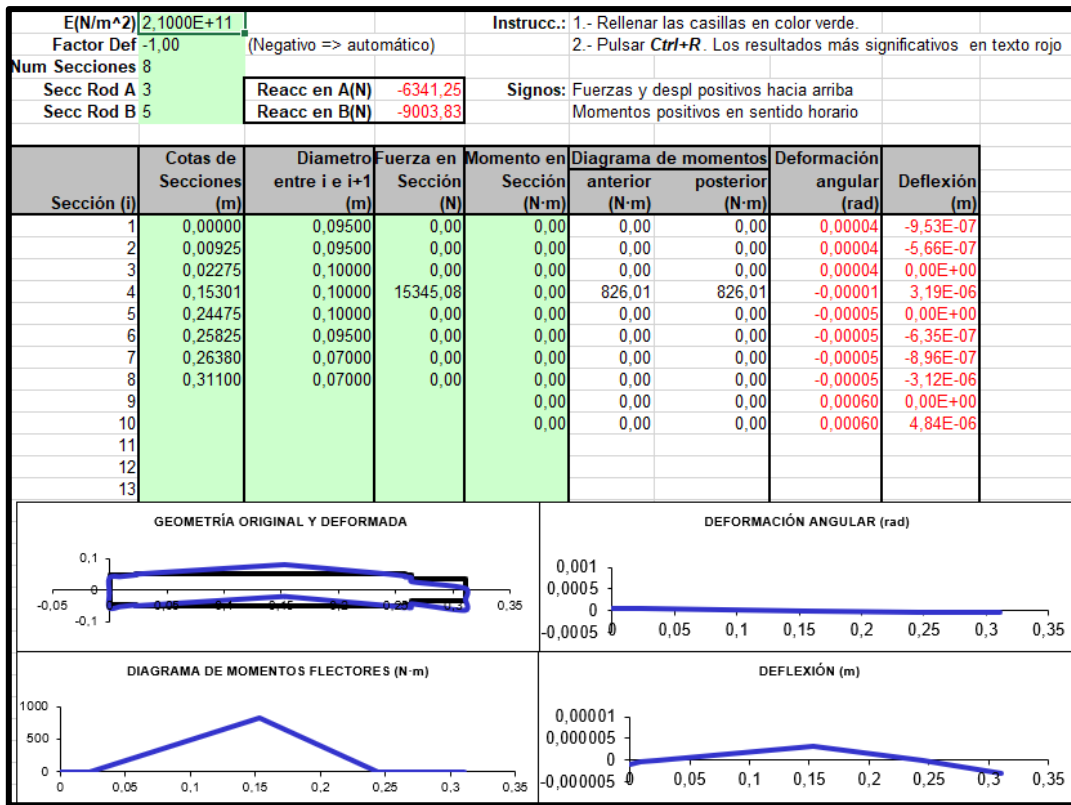 E(N/m^2) 2,1000E+11 Instrucc.: 1.- Rellenar las casillas en color verde.
Factor Def -1,00 (Negativo => automático) 2.- Pulsar Ctrl+R. Los resultados más significativos en texto rojo
Num Secciones 8
Secc Rod A 3 Reacc en A(N) -6341,25 Signos: Fuerzas y despl positivos hacia arriba
Secc Rod B 5 Reacc en B(N) -9003,83 Momentos positivos en sentido horario
Cotas de Diametro Fuerza en Momento en Diagrama de momentos Deformación
Secciones entre i e i+1 Sección Sección anterior posterior angular Deflexión
Sección (i) (m) (m) (N) (N·m) (N·m) (N·m) (rad) (m)
1 0,00000 0,09500 0,00 0,00 0,00 0,00 0,00004 -9,53E-07
2 0,00925 0,09500 0,00 0,00 0,00 0,00 0,00004 -5,66E-07
3 0,02275 0,10000 0,00 0,00 0,00 0,00 0,00004 0,00E+00
4 0,15301 0,10000 15345,08 0,00 826,01 826,01 -0,00001 3,19E-06
5 0,24475 0,10000 0,00 0,00 0,00 0,00 -0,00005 0,00E+00
6 0,25825 0,09500 0,00 0,00 0,00 0,00 -0,00005 -6,35E-07
7 0,26380 0,07000 0,00 0,00 0,00 0,00 -0,00005 -8,96E-07
8 0,31100 0,07000 0,00 0,00 0,00 0,00 -0,00005 -3,12E-06
9 0,00 0,00 0,00 0,00060 0,00E+00
10 0,00 0,00 0,00 0,00060 4,84E-06
11
12
13
GEOMETRÍA ORIGINAL Y DEFORMADA
0,1
0
-0,1
-0,05 0 0,05 0,1 0,15 0,2 0,25 0,3 0,35
DEFORMACIÓN ANGULAR (rad)
0,001
0,0005
0
-0,0005
0 0,05 0,1 0,15 0,2 0,25 0,3 0,35
DIAGRAMA DE MOMENTOS FLECTORES (N·m)
1000
500
0
0 0,05 0,1 0,15 0,2 0,25 0,3 0,35
DEFLEXIÓN (m)
0,00001
0,000005
0
-0,000005
0 0,05 0,1 0,15 0,2 0,25 0,3 0,35